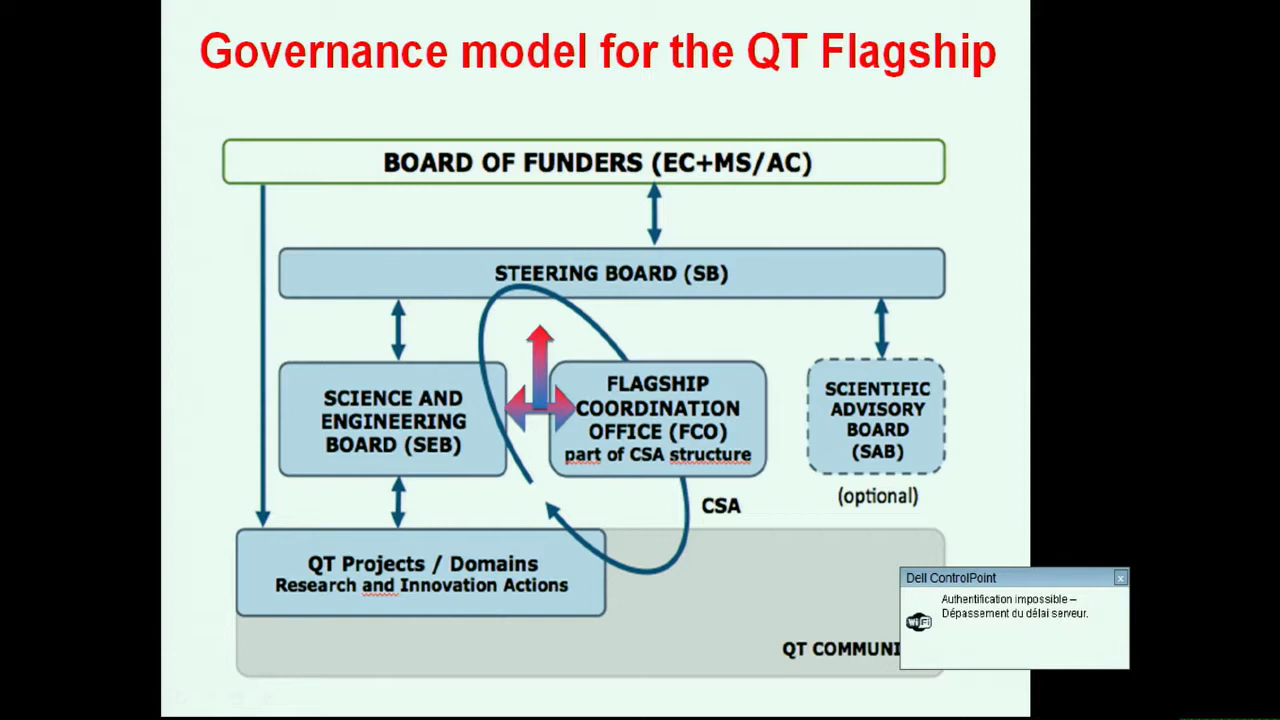 Governance model for the QT Flagship
BOARD OF FUNDERS (EC+MS/AC)
STEERING BOARD (SB)
SCIENCE AND
ENGINEERING
BOARD (SEB)
FLAGSHIP
COORDINATION
OFFICE (FCO)
part of CSA structure
SCIENTIFIC
ADVISORY
BOARD
(SAB)
(optional)
CSA
QT Projects / Domains
Research and Innovation Actions
QT COMMUNI
Dell ControlPoint
Authentification impossible –
Dépassement du délai serveur.
WiFi